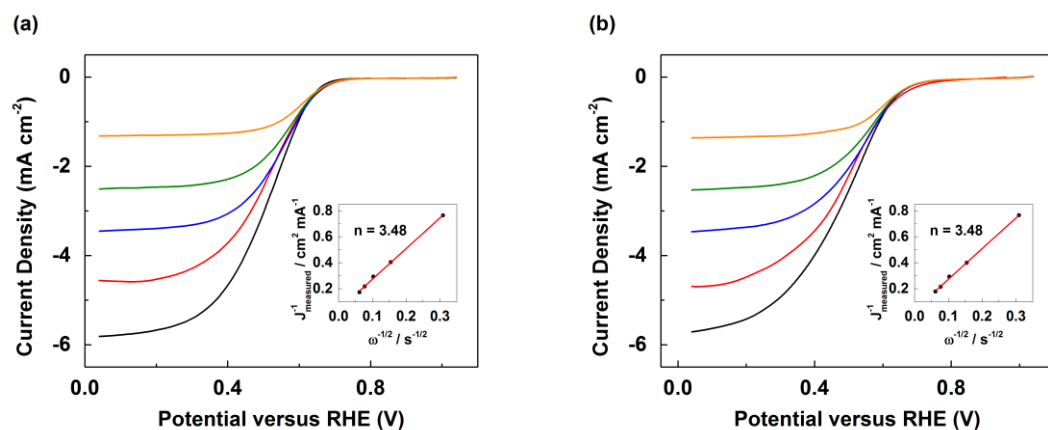 (a)
0
-2
-4
-6
Current Density (mA cm⁻²)
0.0 0.4 0.8
Potential versus RHE (V)
n = 3.48
0.8
0.6
0.4
0.2
J⁻¹measured / cm² mA⁻¹
0.0 0.1 0.2 0.3
ω⁻¹/² / s⁻¹/²
(b)
0
-2
-4
-6
Current Density (mA cm⁻²)
0.0 0.4 0.8
Potential versus RHE (V)
n = 3.48
0.8
0.6
0.4
0.2
J⁻¹measured / cm² mA⁻¹
0.0 0.1 0.2 0.3
ω⁻¹/² / s⁻¹/²